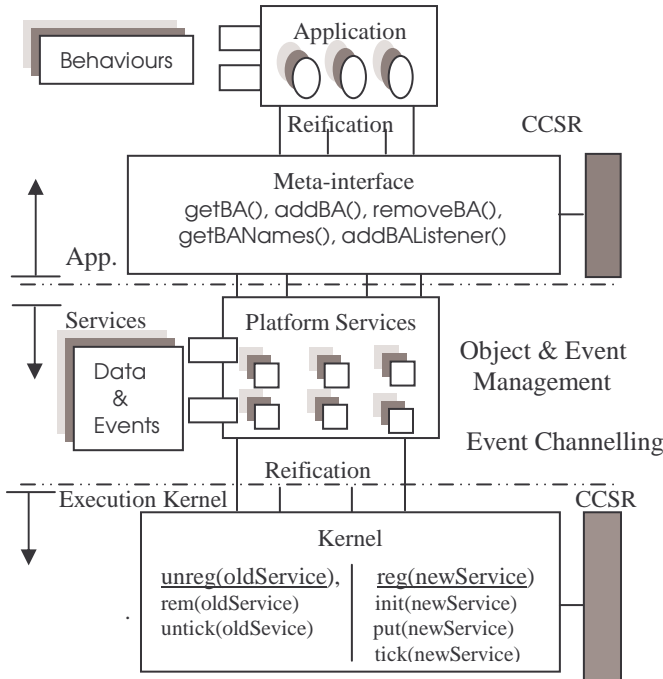 Application
Behaviours
Reification
CCSR
Meta-interface
getBA(), addBA(), removeBA(),
getBANames(), addBAListener()
App.
Services
Platform Services
Data
&
Events
Object & Event
Management
Event Channelling
Reification
Execution Kernel
CCSR
Kernel
unreg(oldService),
rem(oldService)
untick(oldSevice)
reg(newService)
init(newService)
put(newService)
tick(newService)